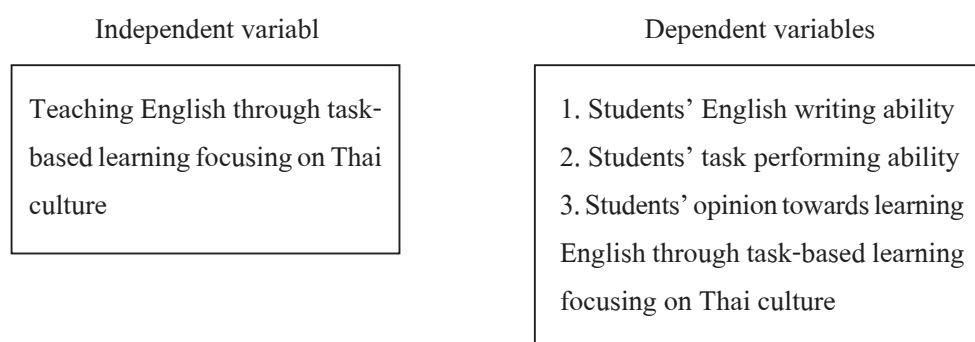 Independent variabl
Teaching English through task-
based learning focusing on Thai
culture
Dependent variables
1. Students’ English writing ability
2. Students’ task performing ability
3. Students’ opinion towards learning
English through task-based learning
focusing on Thai culture